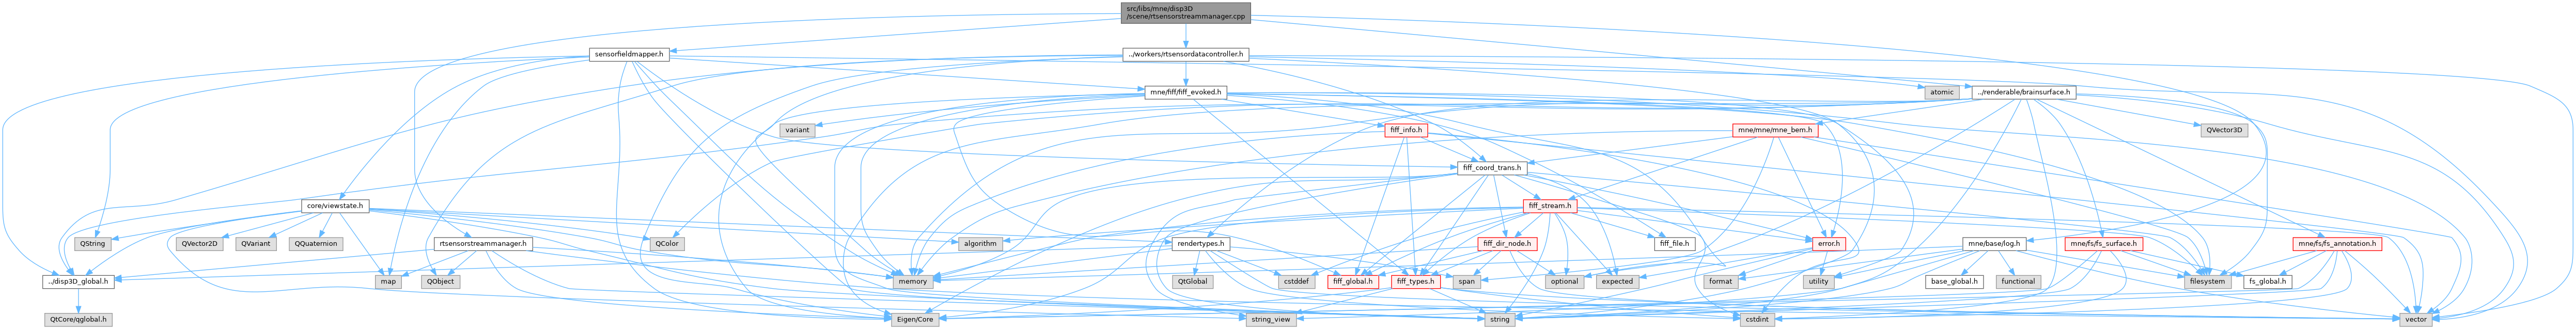 src/libs/mne/disp3D
/scene/rtsensorstreammanager.cpp
sensorfieldmapper.h
../workers/rtsensordatacontroller.h
mne/fiff/fiff_evoked.h
atomic
../renderable/brainsurface.h
variant
fiff_info.h
mne/mne/mne_bem.h
QVector3D
fiff_coord_trans.h
core/viewstate.h
fiff_stream.h
QString
QVector2D
QVariant
QQuaternion
QColor
rtsensorstreammanager.h
algorithm
rendertypes.h
fiff_dir_node.h
fiff_file.h
error.h
mne/base/log.h
mne/fs/fs_surface.h
mne/fs/fs_annotation.h
../disp3D_global.h
map
QObject
memory
QtGlobal
cstddef
fiff_global.h
fiff_types.h
span
optional
expected
format
utility
base_global.h
functional
filesystem
fs_global.h
QtCore/qglobal.h
Eigen/Core
string_view
string
cstdint
vector